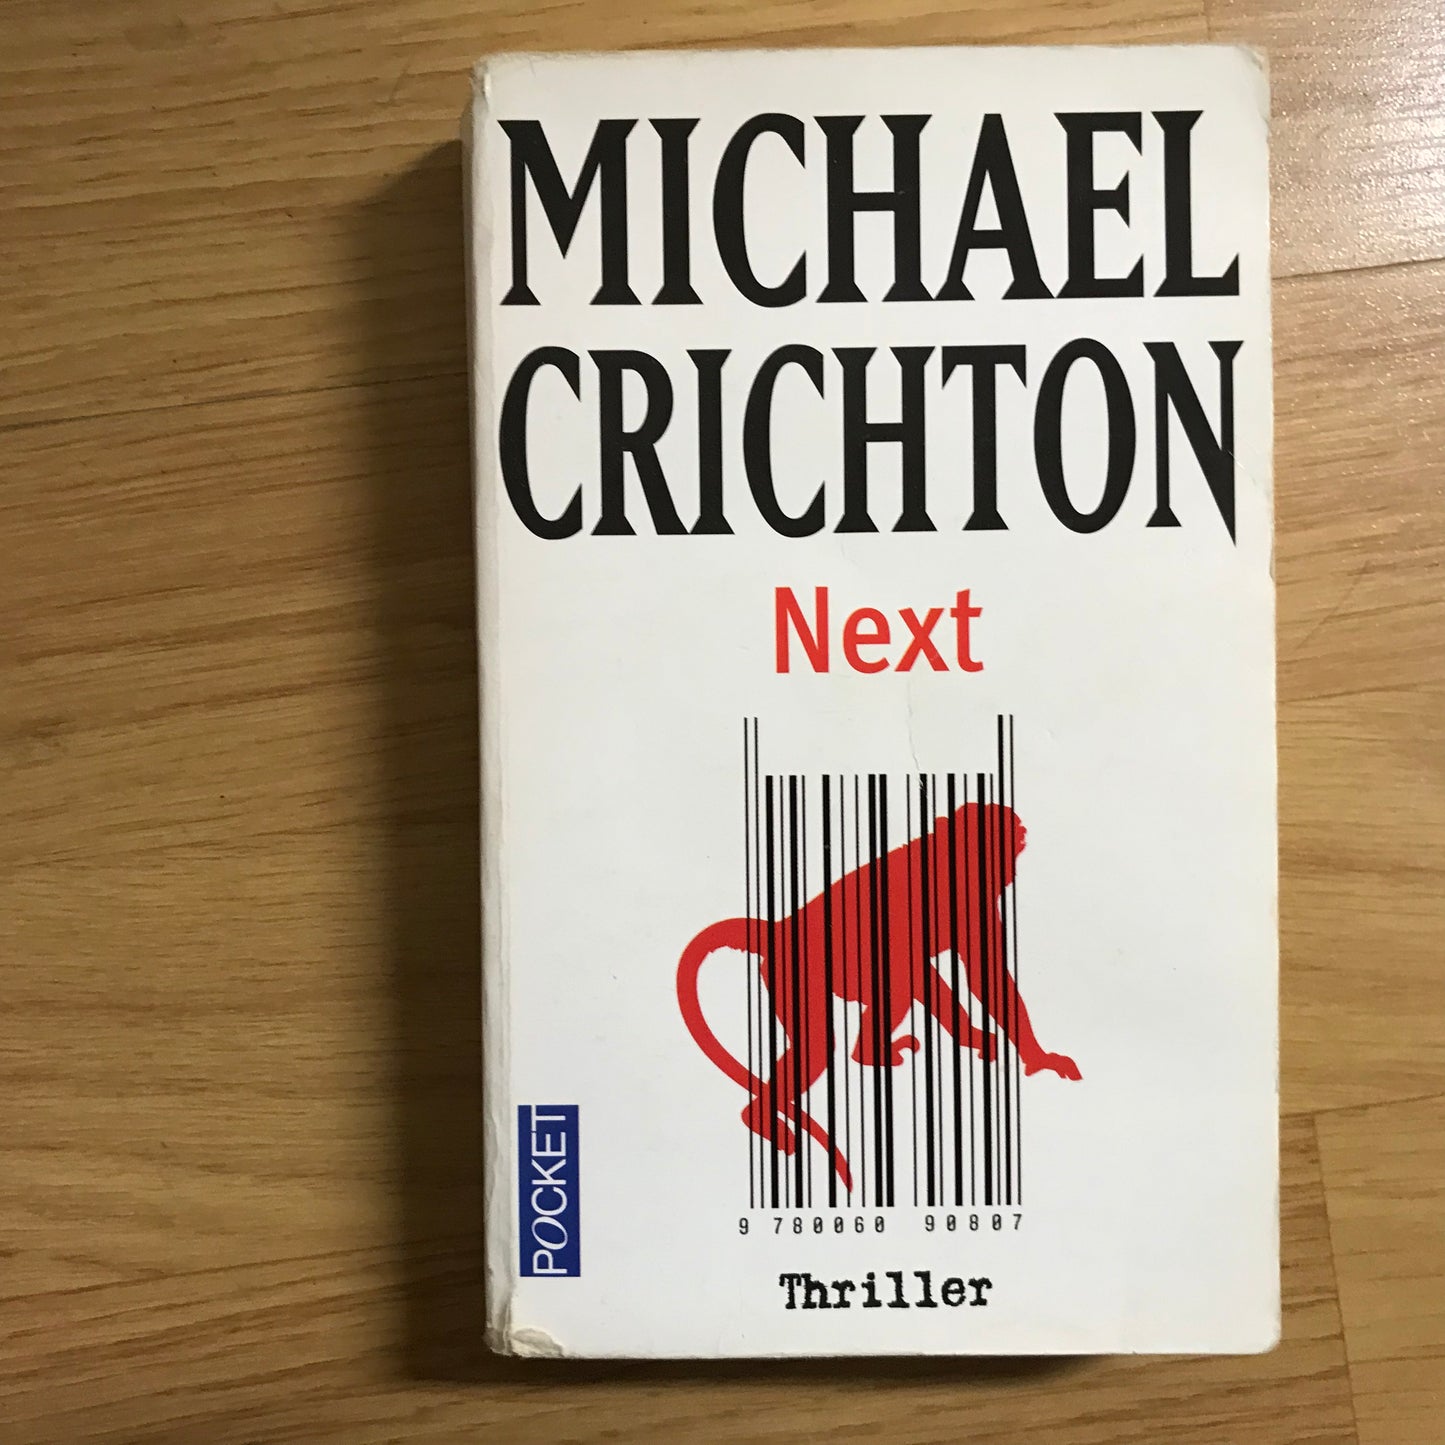 MICHAEL
CRICHTON
Next
9 780060 90807
POCKET
Thriller